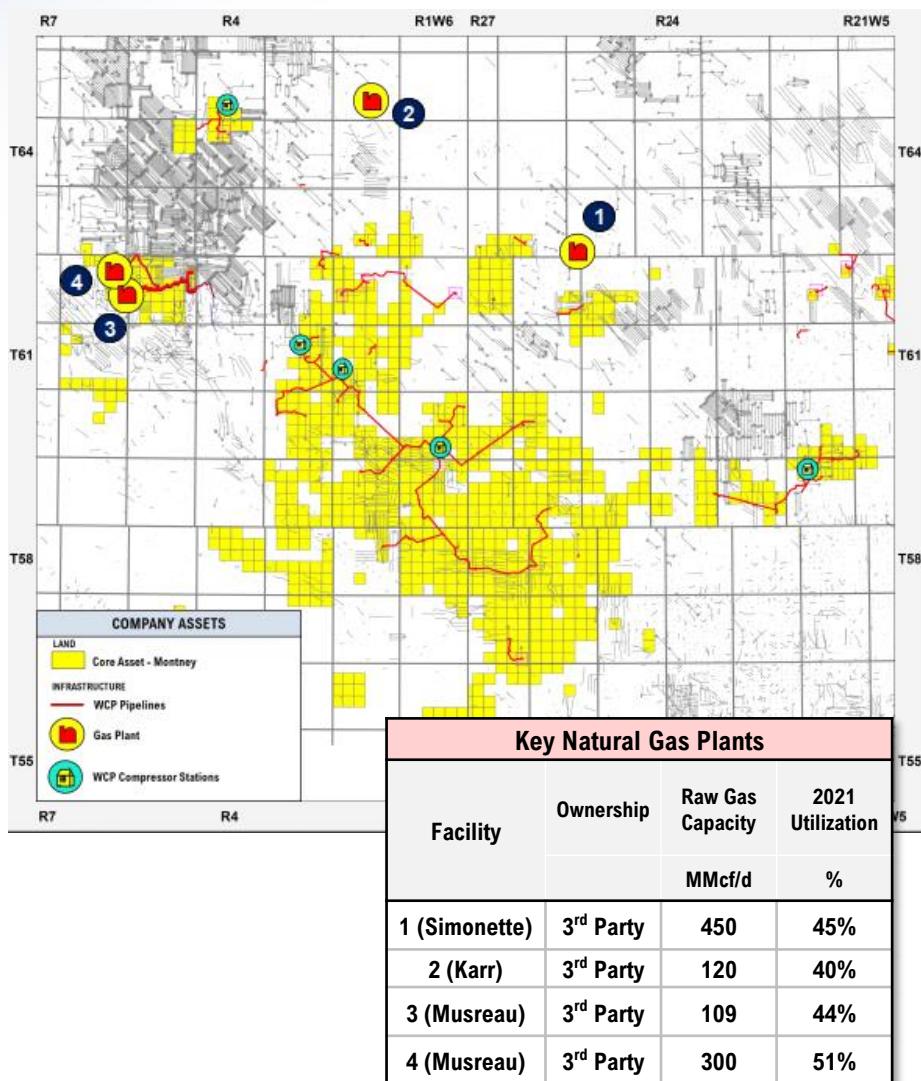 R7 R4 R1W6 R27 R24 R21W5
2
T64 T64
1
4
3
T61 T61
T58 T58
COMPANY ASSETS
LAND
Core Asset - Montney
INFRASTRUCTURE
WCP Pipelines
Gas Plant
WCP Compressor Stations
T55 T55
R7 R4 V5
Key Natural Gas Plants
Facility Ownership Raw Gas Capacity 2021 Utilization
MMcf/d %
1 (Simonette) 3rd Party 450 45%
2 (Karr) 3rd Party 120 40%
3 (Musreau) 3rd Party 109 44%
4 (Musreau) 3rd Party 300 51%